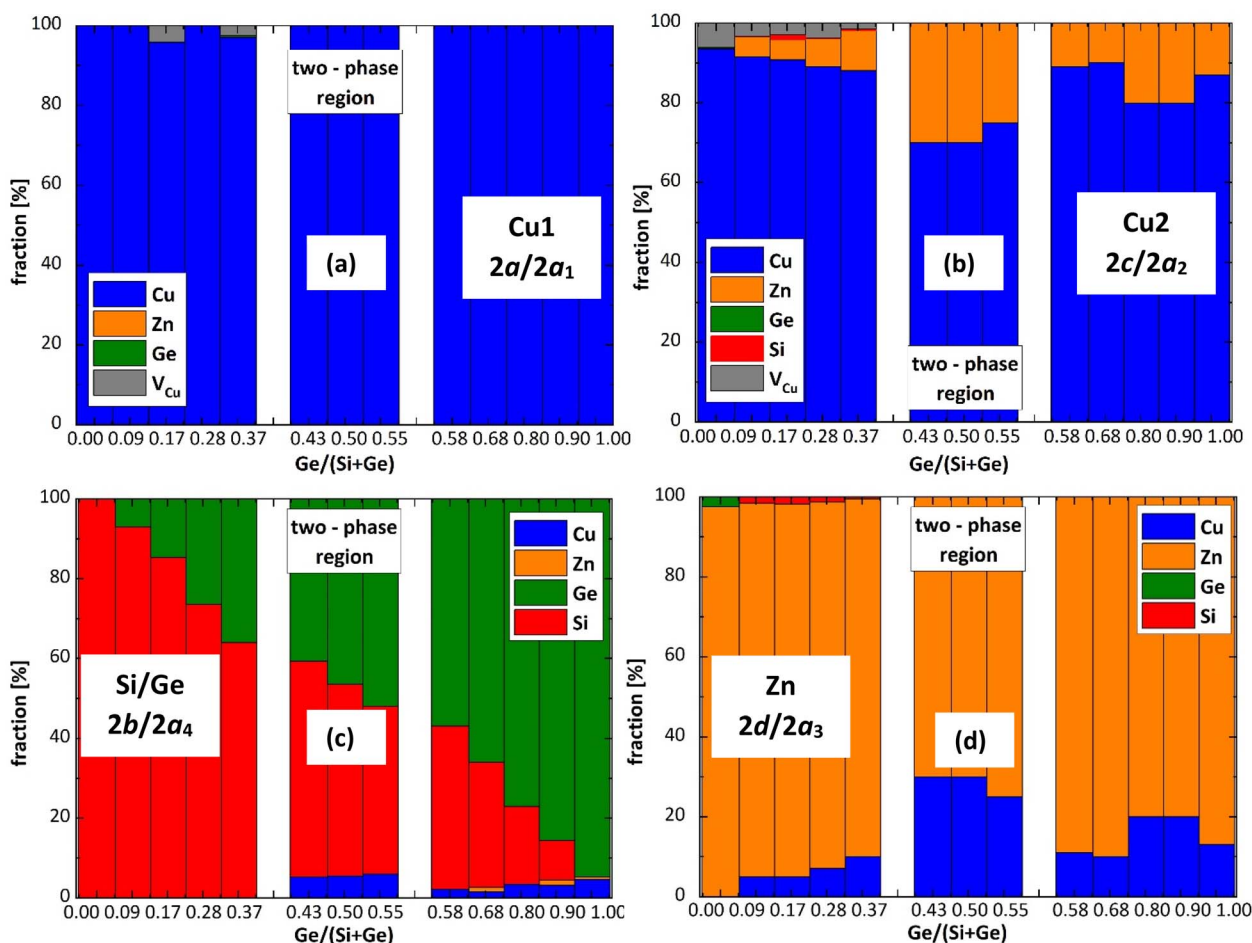 100
80
60
40
20
0
fraction [%]
two - phase
region
Cu1
2a/2a1
(a)
Cu
Zn
Ge
VCu
0.00 0.09 0.17 0.28 0.37 0.43 0.50 0.55 0.58 0.68 0.80 0.90 1.00
Ge/(Si+Ge)
100
80
60
40
20
0
fraction [%]
Cu2
2c/2a2
(b)
Cu
Zn
Ge
Si
VCu
two - phase
region
0.00 0.09 0.17 0.28 0.37 0.43 0.50 0.55 0.58 0.68 0.80 0.90 1.00
Ge/(Si+Ge)
100
80
60
40
20
0
fraction [%]
two - phase
region
Cu
Zn
Ge
Si
Si/Ge
2b/2a4
(c)
0.00 0.09 0.17 0.28 0.37 0.43 0.50 0.55 0.58 0.68 0.80 0.90 1.00
Ge/(Si+Ge)
100
80
60
40
20
0
fraction [%]
two - phase
region
Cu
Zn
Ge
Si
Zn
2d/2a3
(d)
0.00 0.09 0.17 0.28 0.37 0.43 0.50 0.55 0.58 0.68 0.80 0.90 1.00
Ge/(Si+Ge)